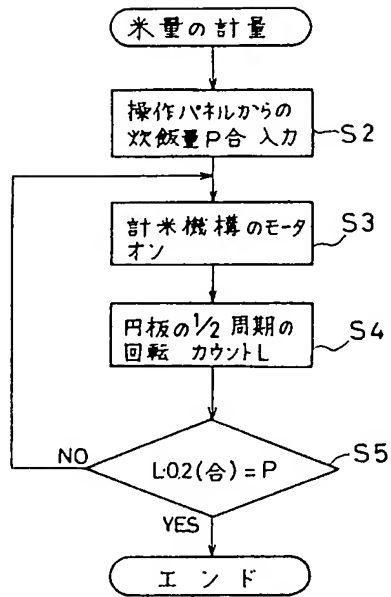 米量の計量
操作パネルからの
炊飯量P合 入力
S2
計米機構のモータ
オン
S3
円板の1/2周期の
回転 カウントL
S4
L·0.2(合)=P
S5
NO
YES
エンド